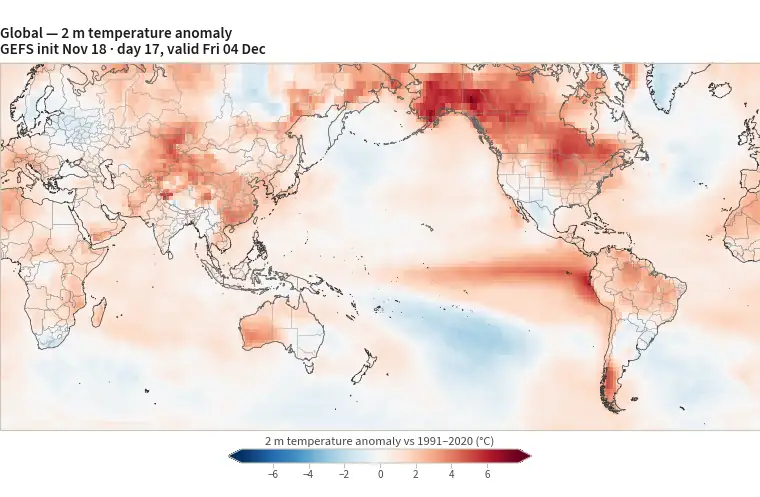 Global — 2 m temperature anomaly
GEFS init Nov 18 · day 17, valid Fri 04 Dec
2 m temperature anomaly vs 1991–2020 (°C)
−6 −4 −2 0 2 4 6